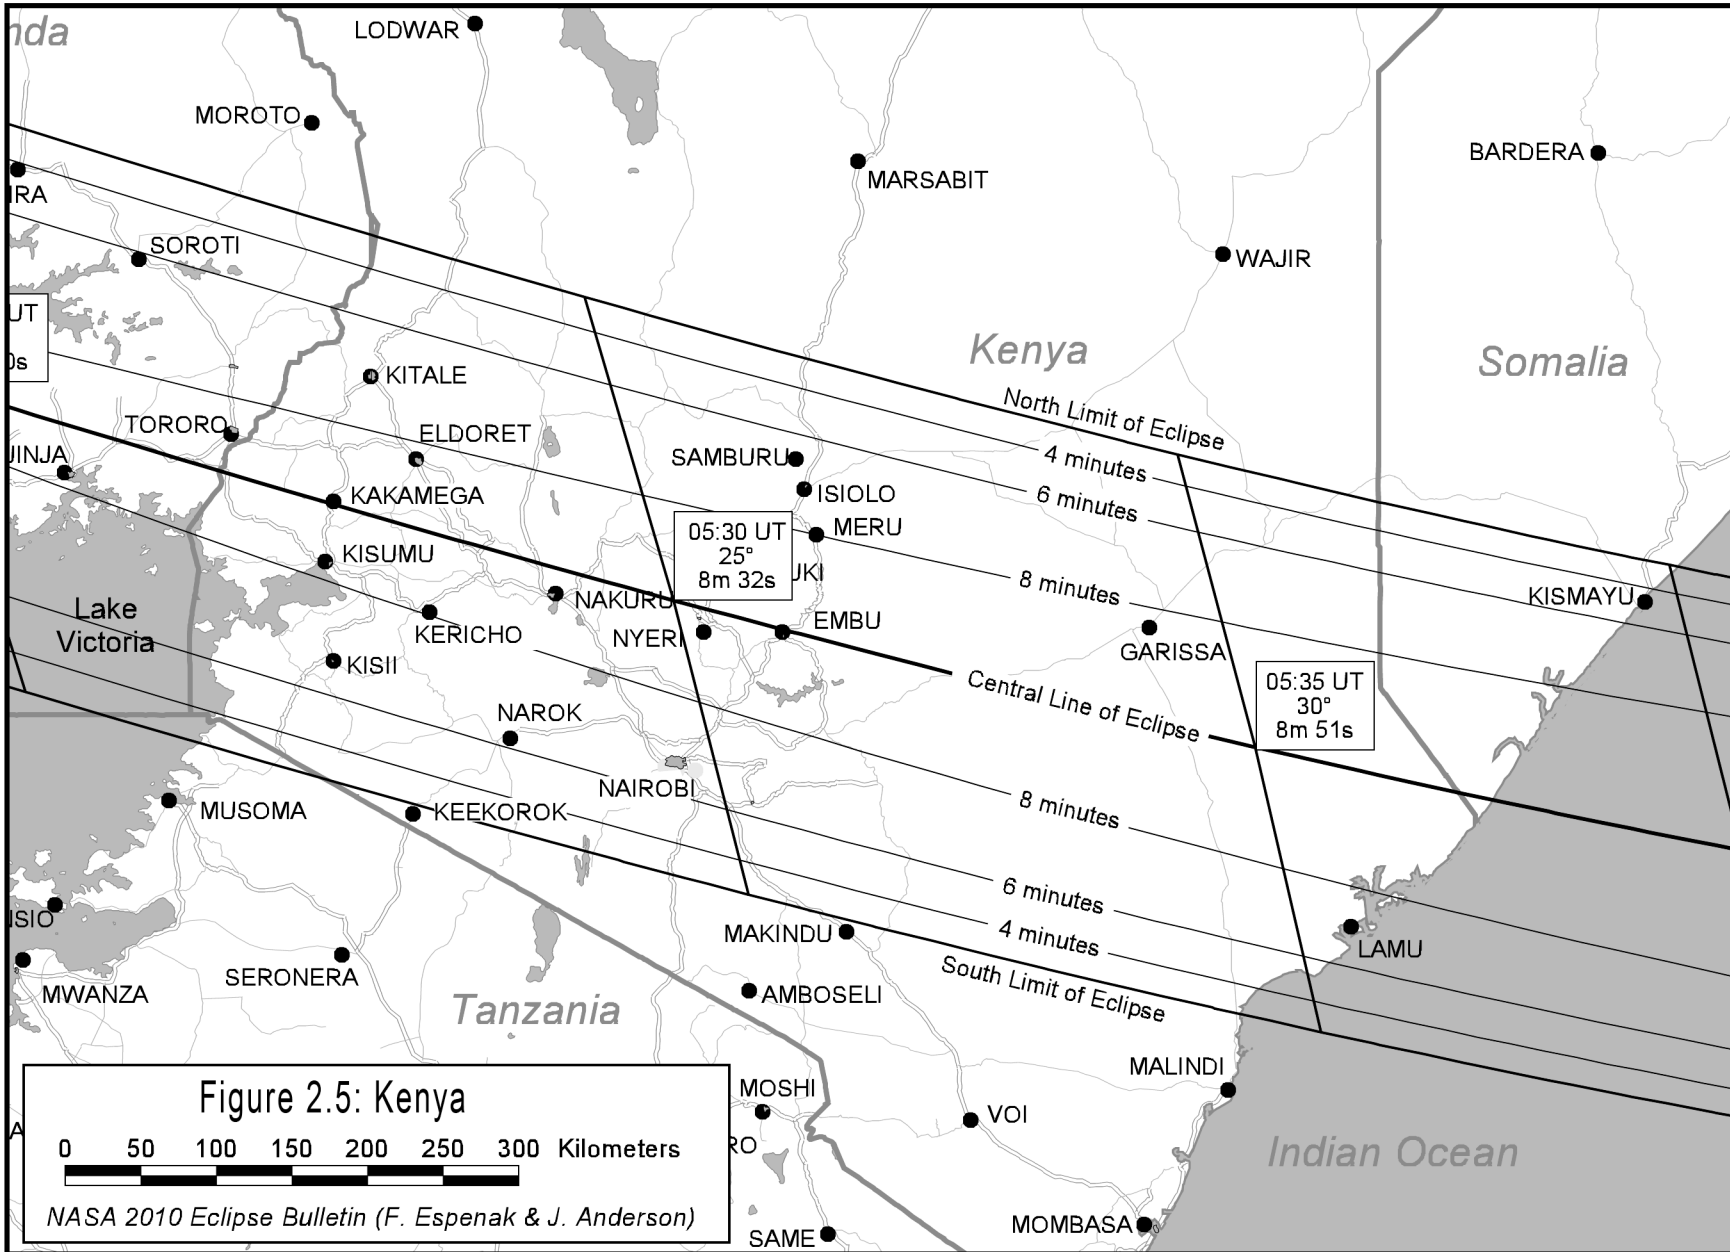 nda
LODWAR
MOROTO
BARDERA
MARSABIT
IRA
SOROTI
WAJIR
UT
0s
Kenya
Somalia
KITALE
North Limit of Eclipse
TORORO
ELDORET
4 minutes
JINJA
SAMBURU
KAKAMEGA
ISIOLO
6 minutes
MERU
05:30 UT
25°
8m 32s
KISUMU
UKI
8 minutes
KISMAYU
Lake
Victoria
NAKURU
KERICHO
NYERI
EMBU
GARISSA
KISII
Central Line of Eclipse
05:35 UT
30°
8m 51s
NAROK
NAIROBI
MUSOMA
KEEKOROK
8 minutes
6 minutes
NSIO
MAKINDU
4 minutes
LAMU
SERONERA
South Limit of Eclipse
MWANZA
AMBOSELI
Tanzania
MALINDI
MOSHI
VOI
A
RO
Indian Ocean
Figure 2.5: Kenya
0 50 100 150 200 250 300 Kilometers
NASA 2010 Eclipse Bulletin (F. Espenak & J. Anderson)
MOMBASA
SAME